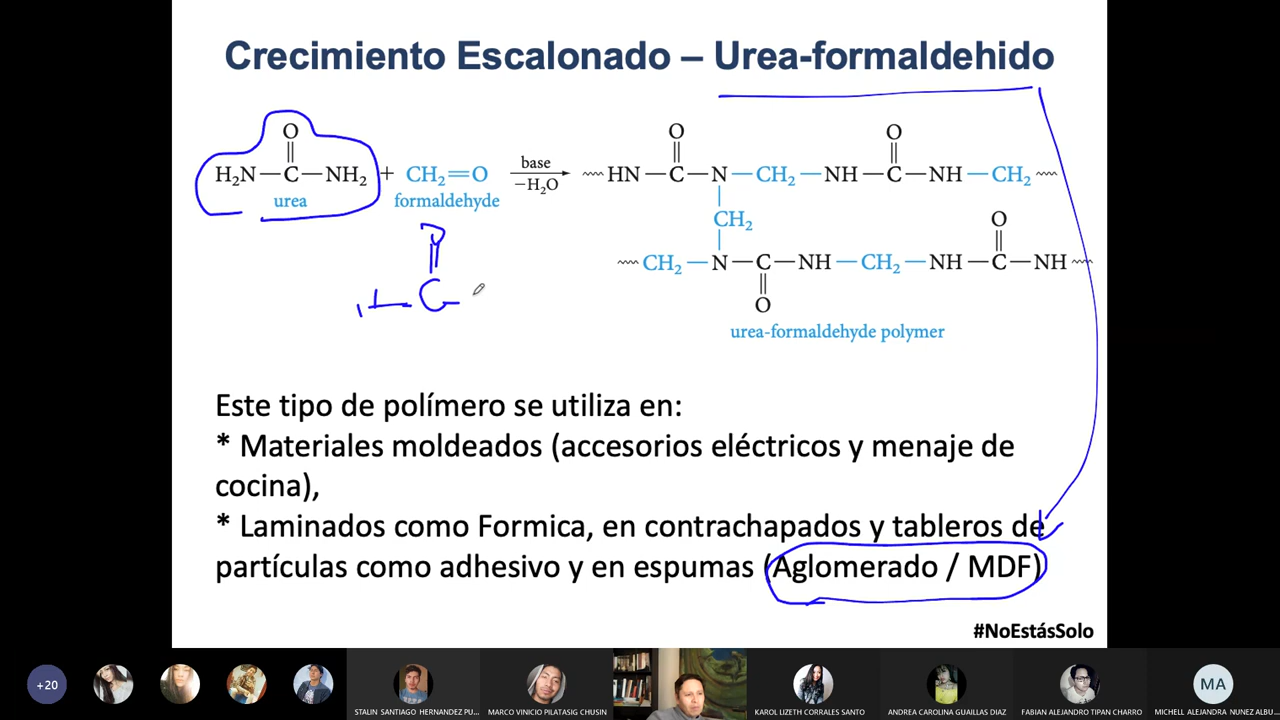 Crecimiento Escalonado – Urea-formaldehido
O O O
H₂N—C—NH₂ + CH₂=O base −H₂O HN—C—N—CH₂—NH—C—NH—CH₂
urea formaldehyde
CH₂ O
CH₂—N—C—NH—CH₂—NH—C—NH
O
urea-formaldehyde polymer
Este tipo de polímero se utiliza en:
* Materiales moldeados (accesorios eléctricos y menaje de
cocina),
* Laminados como Formica, en contrachapados y tableros de
partículas como adhesivo y en espumas (Aglomerado / MDF)
#NoEstásSolo
+20
MA
STALIN SANTIAGO HERNANDEZ PU...
MARCO VINICIO PILATASIG CHUSIN
KAROL LIZETH CORRALES SANTO
ANDREA CAROLINA GUAILLAS DIAZ
FABIAN ALEJANDRO TIPAN CHARRO
MICHELL ALEJANDRA NUNEZ ALBU